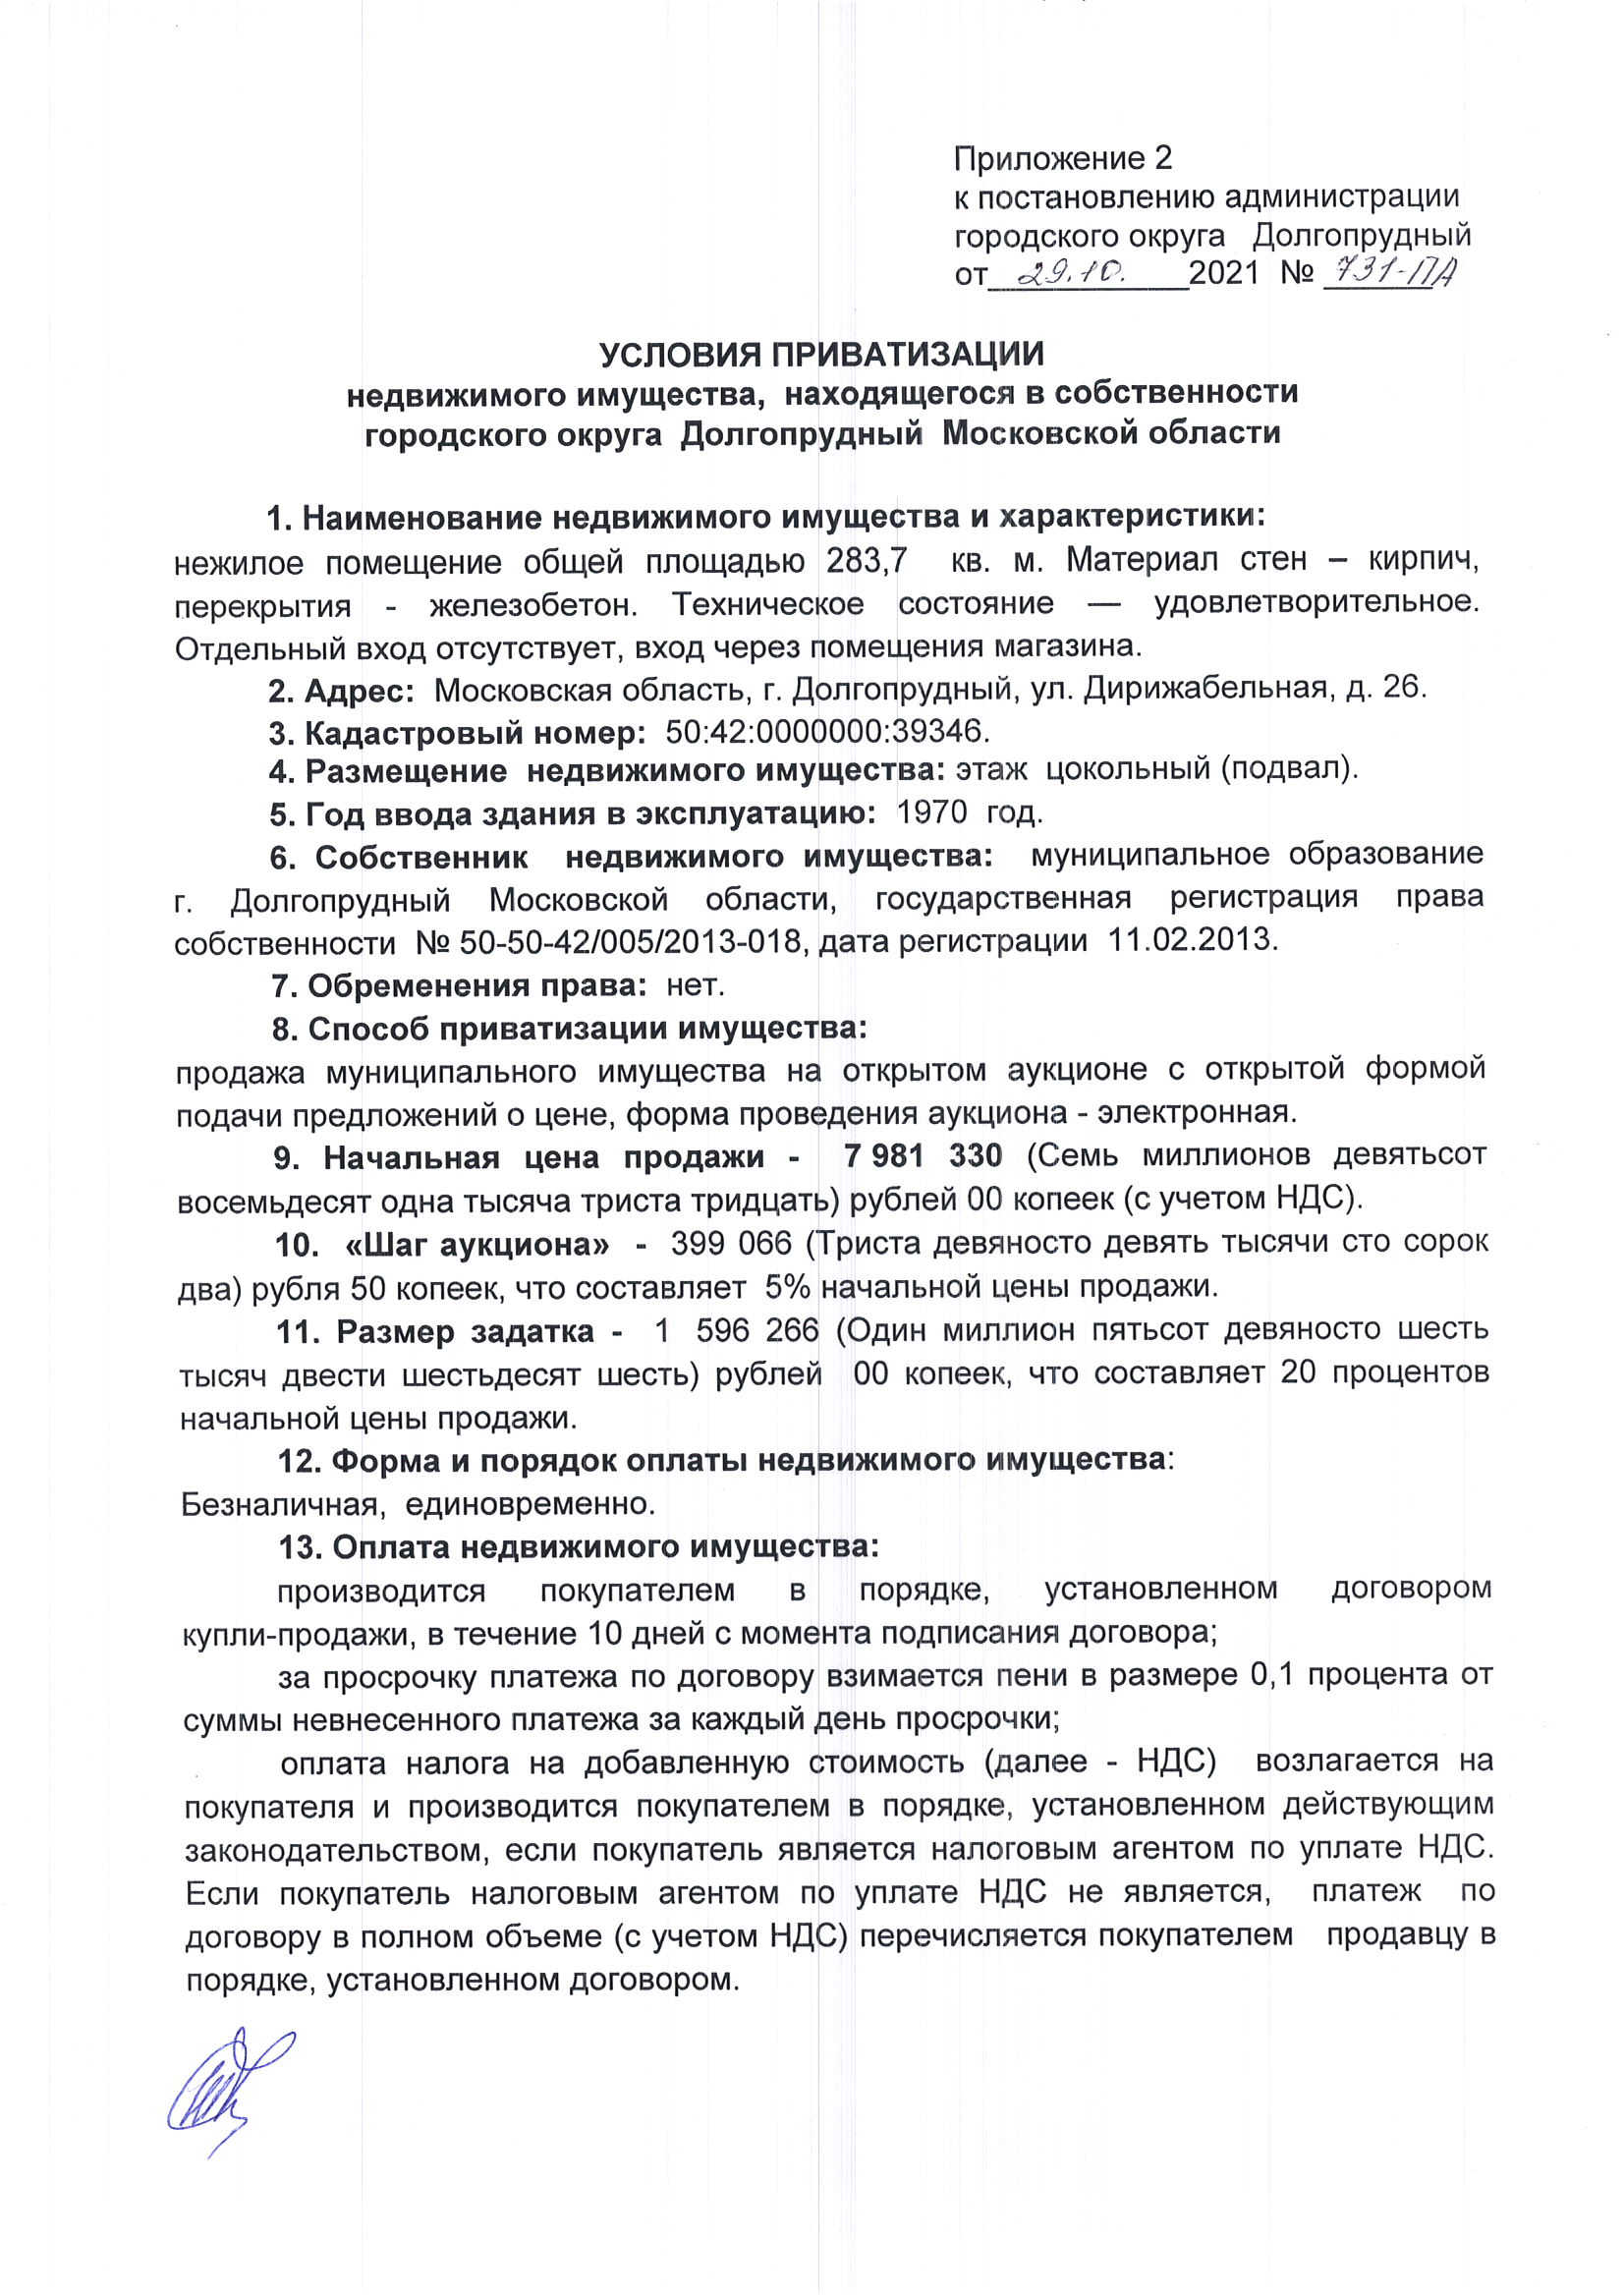 Приложение 2
к постановлению администрации
городского округа Долгопрудный
от 29.10. 2021 № 731-ПА
УСЛОВИЯ ПРИВАТИЗАЦИИ
недвижимого имущества, находящегося в собственности
городского округа Долгопрудный Московской области
1. Наименование недвижимого имущества и характеристики:
нежилое помещение общей площадью 283,7 кв. м. Материал стен – кирпич,
перекрытия - железобетон. Техническое состояние — удовлетворительное.
Отдельный вход отсутствует, вход через помещения магазина.
2. Адрес: Московская область, г. Долгопрудный, ул. Дирижабельная, д. 26.
3. Кадастровый номер: 50:42:0000000:39346.
4. Размещение недвижимого имущества: этаж цокольный (подвал).
5. Год ввода здания в эксплуатацию: 1970 год.
6. Собственник недвижимого имущества: муниципальное образование
г. Долгопрудный Московской области, государственная регистрация права
собственности № 50-50-42/005/2013-018, дата регистрации 11.02.2013.
7. Обременения права: нет.
8. Способ приватизации имущества:
продажа муниципального имущества на открытом аукционе с открытой формой
подачи предложений о цене, форма проведения аукциона - электронная.
9. Начальная цена продажи - 7 981 330 (Семь миллионов девятьсот
восемьдесят одна тысяча триста тридцать) рублей 00 копеек (с учетом НДС).
10. «Шаг аукциона» - 399 066 (Триста девяносто девять тысячи сто сорок
два) рубля 50 копеек, что составляет 5% начальной цены продажи.
11. Размер задатка - 1 596 266 (Один миллион пятьсот девяносто шесть
тысяч двести шестьдесят шесть) рублей 00 копеек, что составляет 20 процентов
начальной цены продажи.
12. Форма и порядок оплаты недвижимого имущества:
Безналичная, единовременно.
13. Оплата недвижимого имущества:
производится покупателем в порядке, установленном договором
купли-продажи, в течение 10 дней с момента подписания договора;
за просрочку платежа по договору взимается пени в размере 0,1 процента от
суммы невнесенного платежа за каждый день просрочки;
оплата налога на добавленную стоимость (далее - НДС) возлагается на
покупателя и производится покупателем в порядке, установленном действующим
законодательством, если покупатель является налоговым агентом по уплате НДС.
Если покупатель налоговым агентом по уплате НДС не является, платеж по
договору в полном объеме (с учетом НДС) перечисляется покупателем продавцу в
порядке, установленном договором.